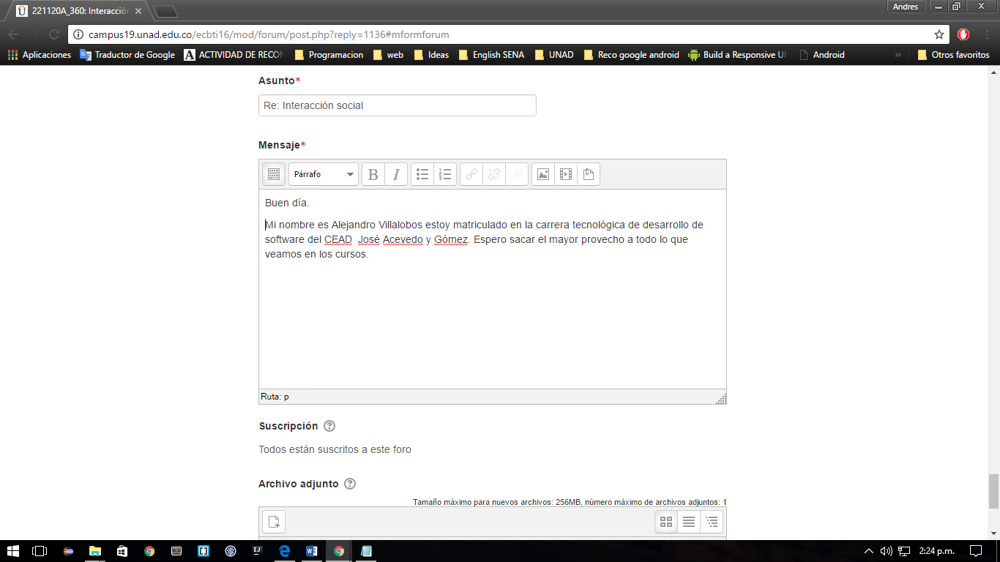 221120A_360: Interacción
Andres
campus19.unad.edu.co/ecbti16/mod/forum/post.php?reply=1136#mformforum
Aplicaciones Traductor de Google ACTIVIDAD DE RECON Programacion web Ideas English SENA UNAD Reco google android Build a Responsive UI Android » Otros favoritos
Asunto*
Re: Interacción social
Mensaje*
Párrafo B I
Buen día.
Mi nombre es Alejandro Villalobos estoy matriculado en la carrera tecnológica de desarrollo de
software del CEAD José Acevedo y Gómez. Espero sacar el mayor provecho a todo lo que
veamos en los cursos.
Ruta: p
Suscripción ?
Todos están suscritos a este foro
Archivo adjunto ?
Tamaño máximo para nuevos archivos: 256MB, número máximo de archivos adjuntos: 1
2:24 p.m.